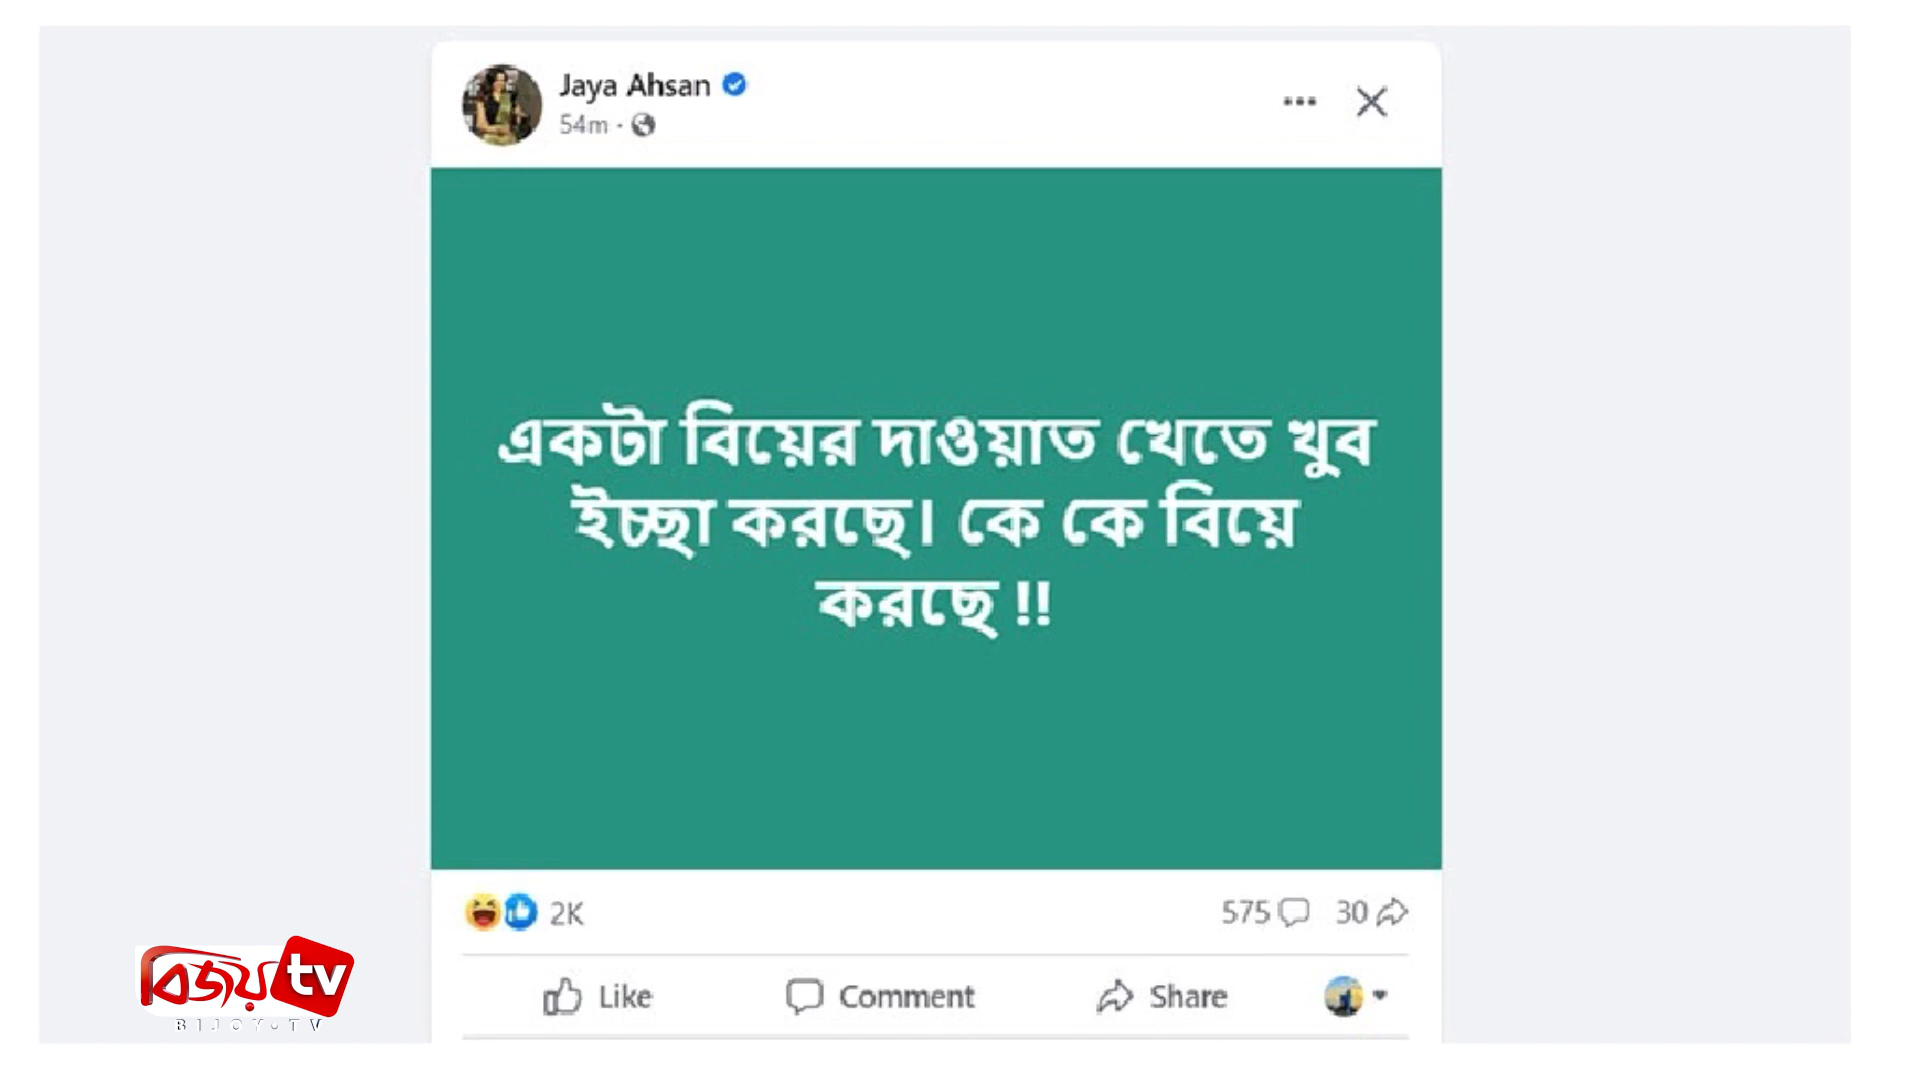 Jaya Ahsan
54m
একটা বিয়ের দাওয়াত খেতে খুব
ইচ্ছা করছে। কে কে বিয়ে
করছে !!
2K
575 30
Like Comment Share
বিজয় tv
BIJOY TV